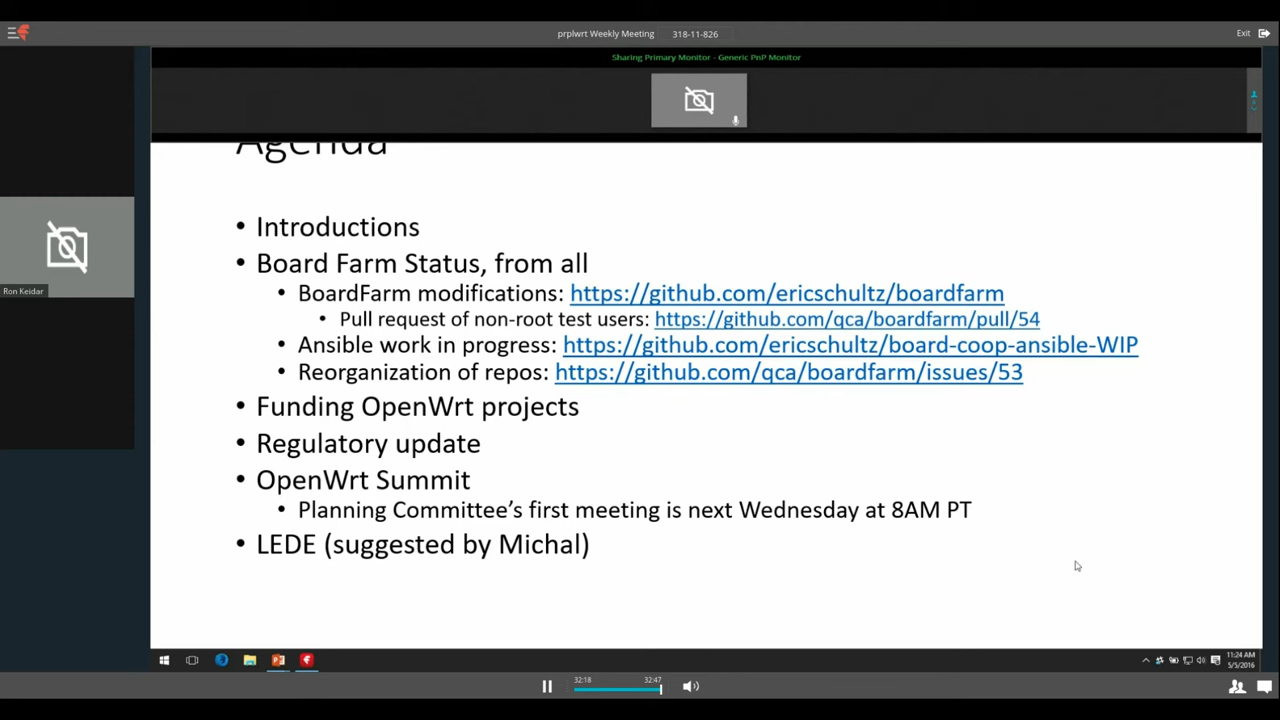 prplwrt Weekly Meeting 318-11-826
Exit
Sharing Primary Monitor - Generic PnP Monitor
Agenda
• Introductions
• Board Farm Status, from all
• BoardFarm modifications: https://github.com/ericschultz/boardfarm
• Pull request of non-root test users: https://github.com/qca/boardfarm/pull/54
• Ansible work in progress: https://github.com/ericschultz/board-coop-ansible-WIP
• Reorganization of repos: https://github.com/qca/boardfarm/issues/53
• Funding OpenWrt projects
• Regulatory update
• OpenWrt Summit
• Planning Committee’s first meeting is next Wednesday at 8AM PT
• LEDE (suggested by Michal)
Ron Keidar
11:24 AM
5/5/2016
32:18 32:47